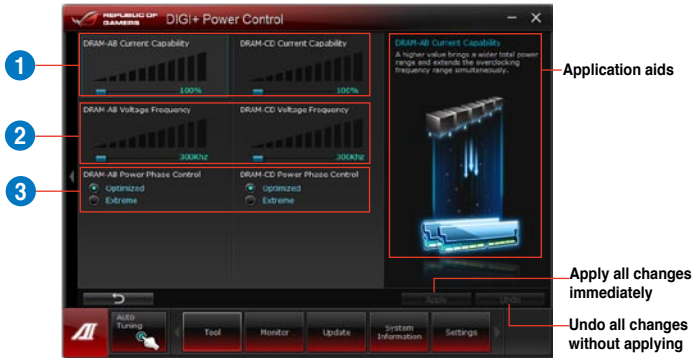 REPUBLIC OF GAMERS
DIGI+ Power Control
1
DRAM-AB Current Capability
100%
DRAM-CD Current Capability
100%
2
DRAM-AB Voltage Frequency
300Khz
DRAM-CD Voltage Frequency
300Khz
3
DRAM-AB Power Phase Control
Optimized
Extreme
DRAM-CD Power Phase Control
Optimized
Extreme
DRAM-AB Current Capability
A higher value brings a wider total power
range and extends the overclocking
frequency range simultaneously.
Application aids
Apply
Undo
Apply all changes
immediately
Undo all changes
without applying
AI
Auto
Tuning
Tool
Monitor
Update
System
Information
Settings